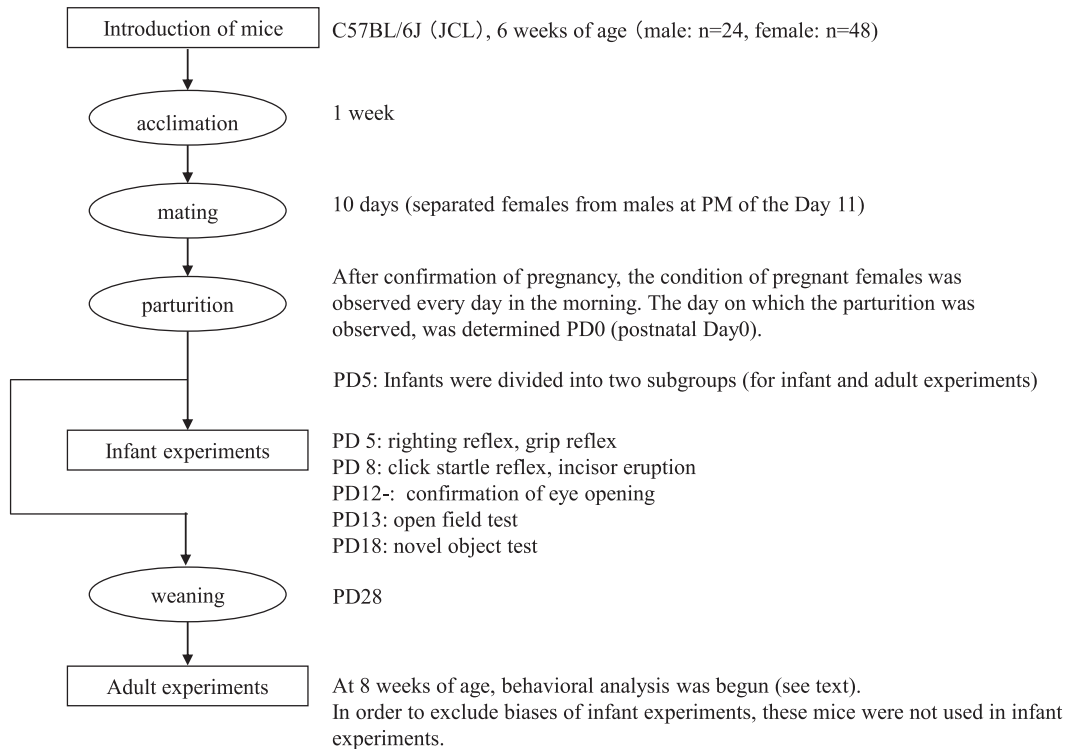 Introduction of mice
C57BL/6J（JCL）, 6 weeks of age（male: n=24, female: n=48)
acclimation
1 week
mating
10 days (separated females from males at PM of the Day 11)
parturition
After confirmation of pregnancy, the condition of pregnant females was
observed every day in the morning. The day on which the parturition was
observed, was determined PD0 (postnatal Day0).
PD5: Infants were divided into two subgroups (for infant and adult experiments)
Infant experiments
PD 5: righting reflex, grip reflex
PD 8: click startle reflex, incisor eruption
PD12-: confirmation of eye opening
PD13: open field test
PD18: novel object test
weaning
PD28
Adult experiments
At 8 weeks of age, behavioral analysis was begun (see text).
In order to exclude biases of infant experiments, these mice were not used in infant
experiments.